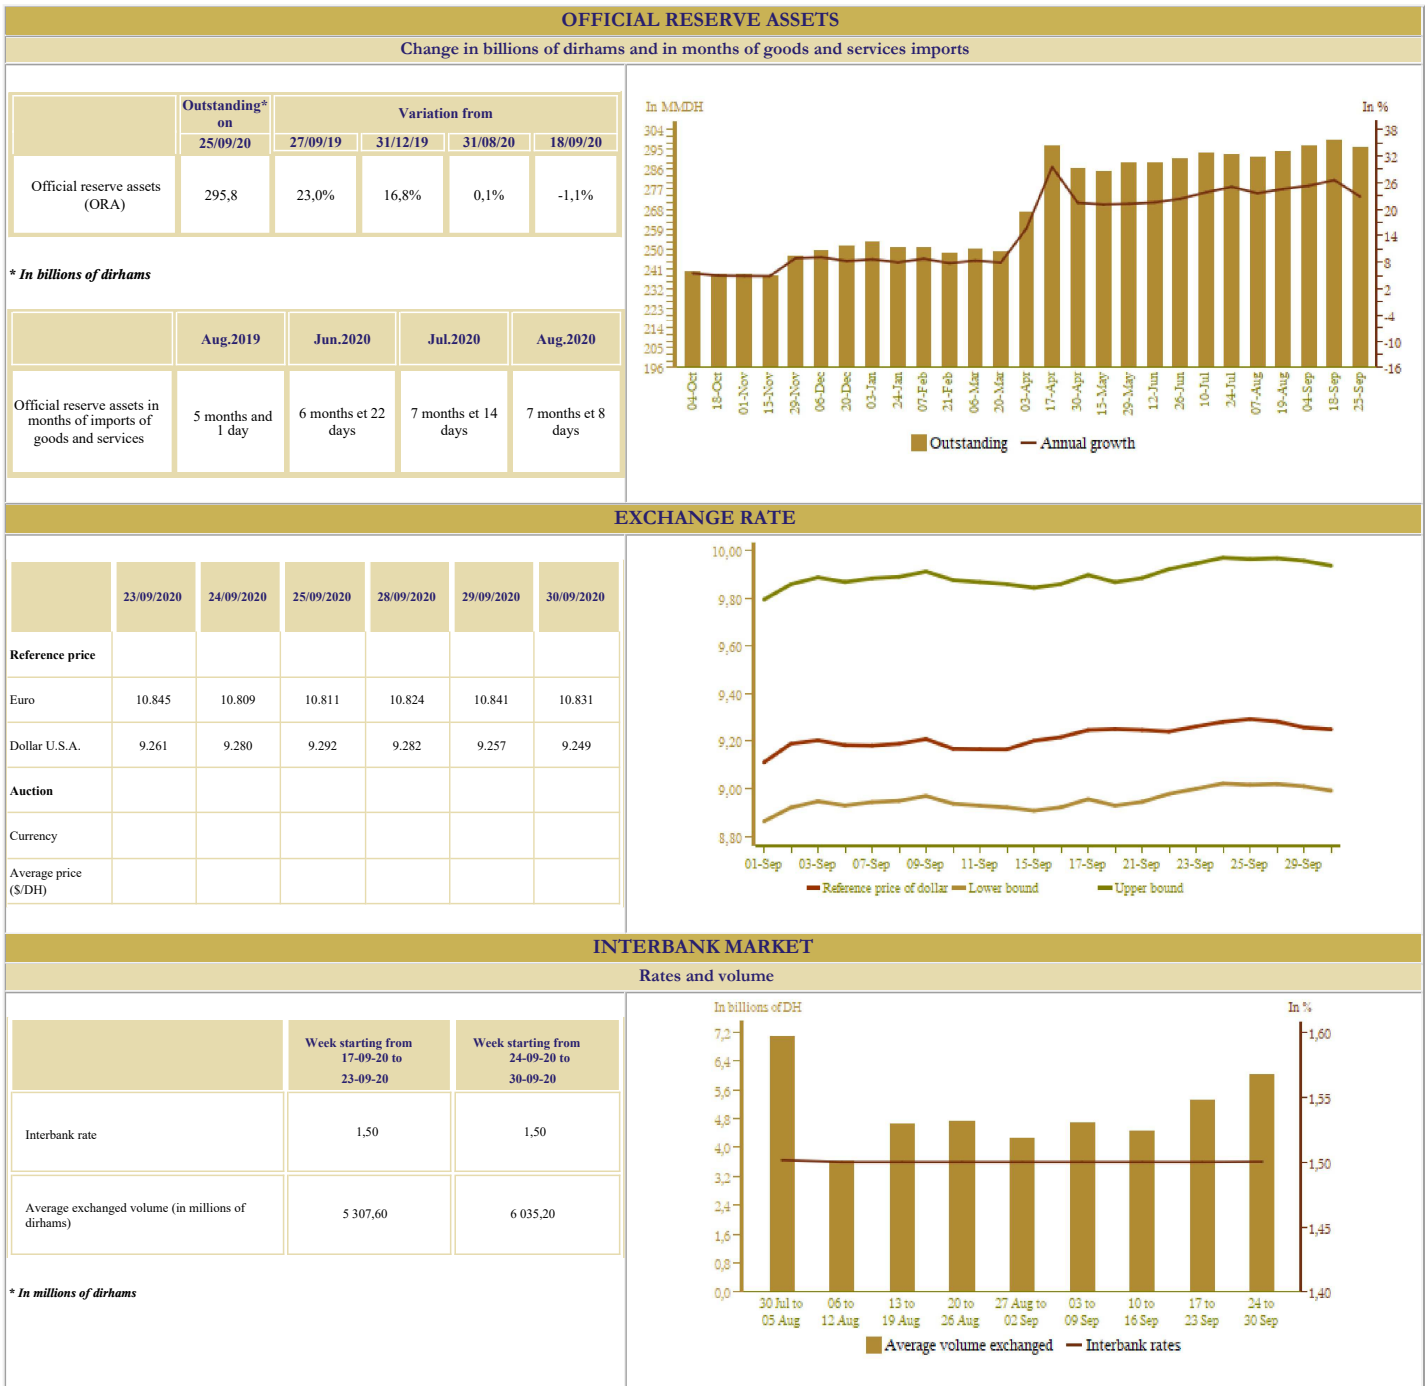 OFFICIAL RESERVE ASSETS
Change in billions of dirhams and in months of goods and services imports
Outstanding*
on
Variation from
25/09/20 27/09/19 31/12/19 31/08/20 18/09/20
Official reserve assets
(ORA)
295,8 23,0% 16,8% 0,1% -1,1%
* In billions of dirhams
Aug.2019 Jun.2020 Jul.2020 Aug.2020
Official reserve assets in
months of imports of
goods and services
5 months and
1 day
6 months et 22
days
7 months et 14
days
7 months et 8
days
In MMDH
In %
304
295
286
277
268
259
250
241
232
223
214
205
196
38
32
26
20
14
8
2
-4
-10
-16
04-Oct
18-Oct
01-Nov
15-Nov
29-Nov
06-Dec
20-Dec
03-Jan
24-Jan
07-Feb
21-Feb
06-Mar
20-Mar
03-Apr
17-Apr
30-Apr
15-May
29-May
12-Jun
26-Jun
10-Jul
24-Jul
07-Aug
19-Aug
04-Sep
18-Sep
25-Sep
Outstanding Annual growth
EXCHANGE RATE
23/09/2020 24/09/2020 25/09/2020 28/09/2020 29/09/2020 30/09/2020
Reference price
Euro 10.845 10.809 10.811 10.824 10.841 10.831
Dollar U.S.A. 9.261 9.280 9.292 9.282 9.257 9.249
Auction
Currency
Average price
($/DH)
10,00
9,80
9,60
9,40
9,20
9,00
8,80
01-Sep 03-Sep 07-Sep 09-Sep 11-Sep 15-Sep 17-Sep 21-Sep 23-Sep 25-Sep 29-Sep
Reference price of dollar Lower bound Upper bound
INTERBANK MARKET
Rates and volume
Week starting from
17-09-20 to
23-09-20
Week starting from
24-09-20 to
30-09-20
Interbank rate 1,50 1,50
Average exchanged volume (in millions of
dirhams)
5 307,60 6 035,20
* In millions of dirhams
In billions of DH
In %
7,2
6,4
5,6
4,8
4,0
3,2
2,4
1,6
0,8
0,0
1,60
1,55
1,50
1,45
1,40
30 Jul to
05 Aug
06 to
12 Aug
13 to
19 Aug
20 to
26 Aug
27 Aug to
02 Sep
03 to
09 Sep
10 to
16 Sep
17 to
23 Sep
24 to
30 Sep
Average volume exchanged Interbank rates